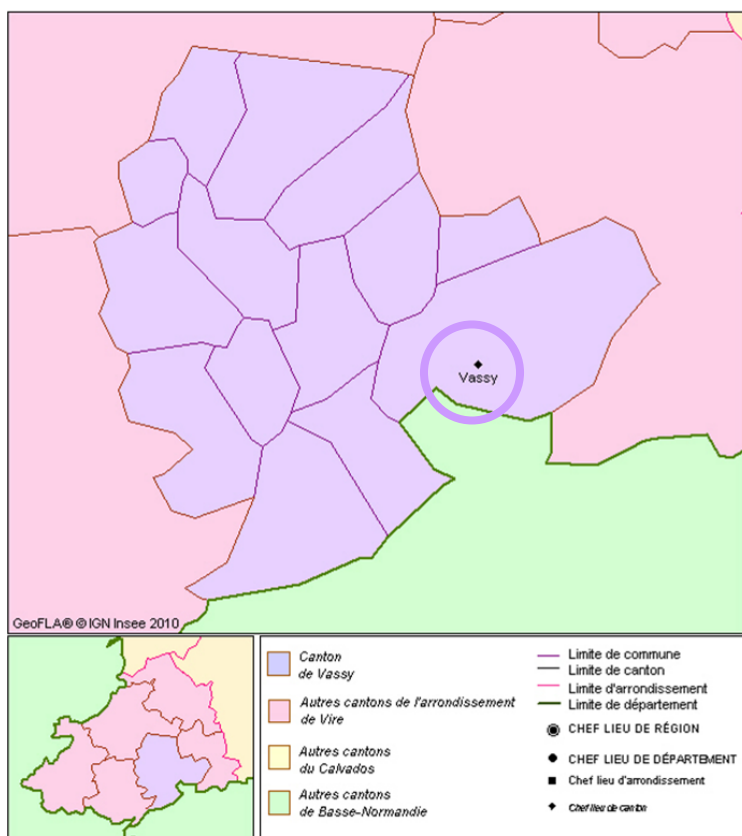 Vassy
GeoFLA® © IGN Insee 2010
Canton
de Vassy
Autres cantons de l'arrondissement
de Vire
Autres cantons
du Calvados
Autres cantons
de Basse-Normandie
Limite de commune
Limite de canton
Limite d'arrondissement
Limite de département
CHEF LIEU DE RÉGION
CHEF LIEU DE DÉPARTEMENT
Chef lieu d'arrondissement
Chef lieu de canton